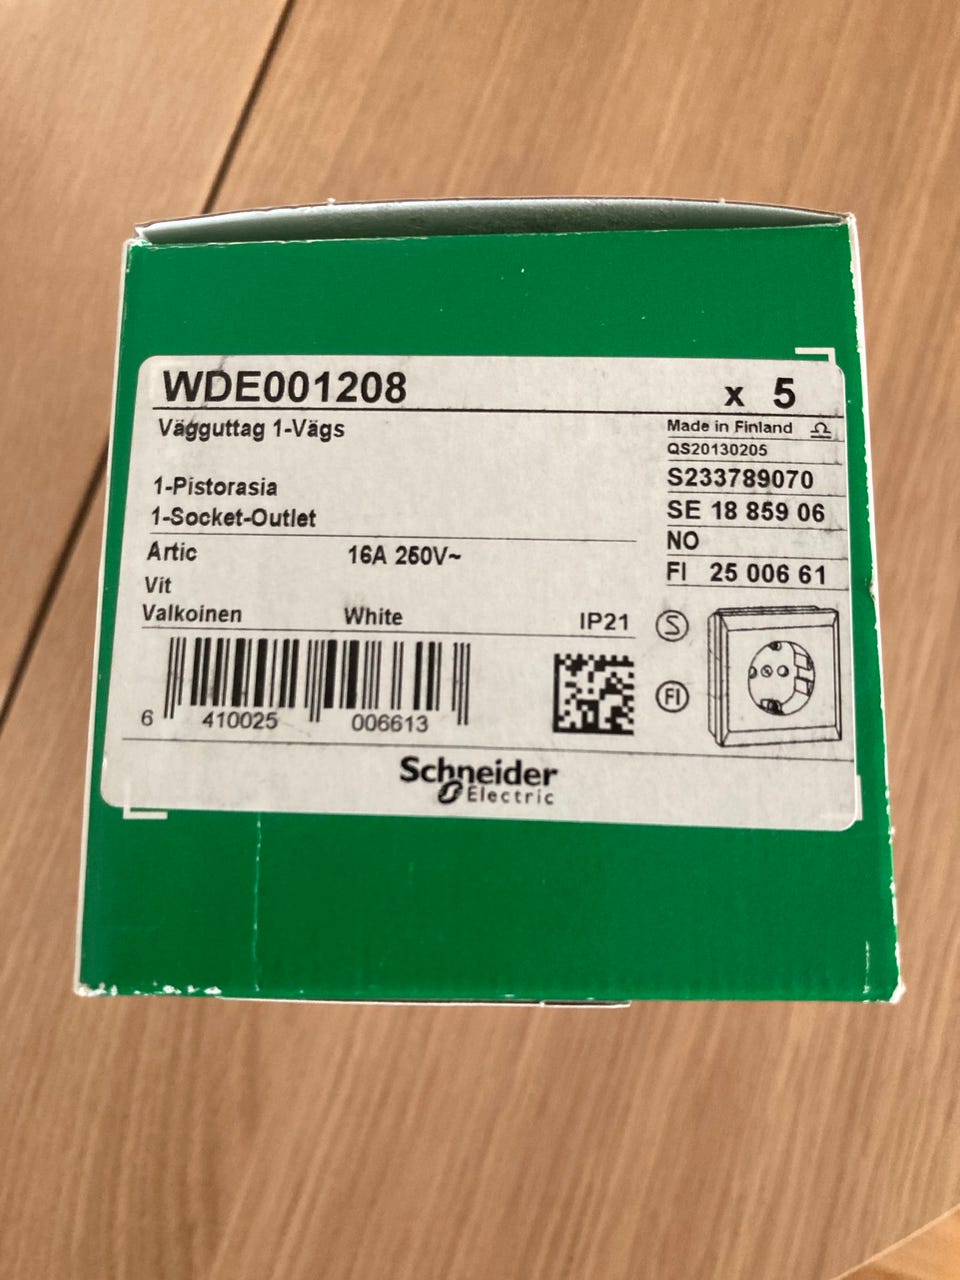 WDE001208 x 5
Vägguttag 1-Vägs
1-Pistorasia
1-Socket-Outlet
Artic 16A 250V~
Vit
Valkoinen White IP21
Made in Finland
QS20130205
S233789070
SE 18 859 06
NO
FI 25 006 61
S
FI
6 410025 006613
Schneider
Electric